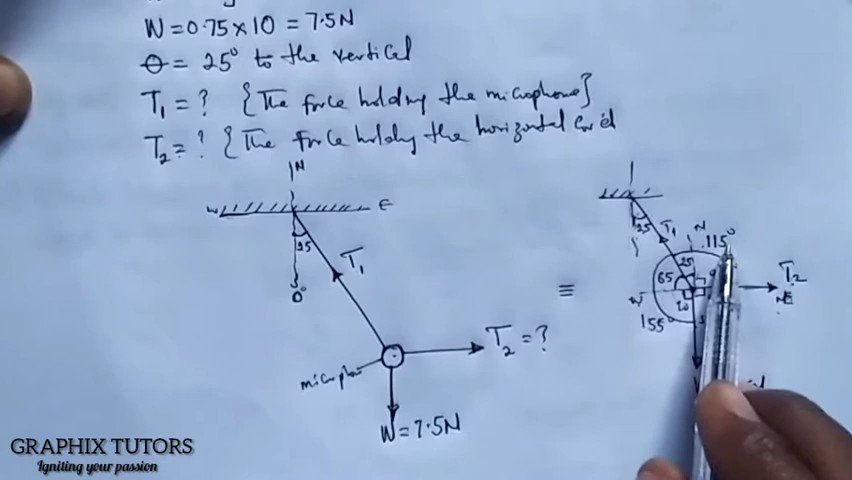 W = 0.75 x 10 = 7.5N
θ = 25° to the vertical
T₁ = ? {The force holding the microphone}
T₂ = ? {The force holding the horizontal cord
N
W
E
25
0°
T₁
T₂ = ?
microphon
W = 7.5N
≡
25
T₁
N
115°
25
65
W
T₂
E
155°
GRAPHIX TUTORS
Igniting your passion